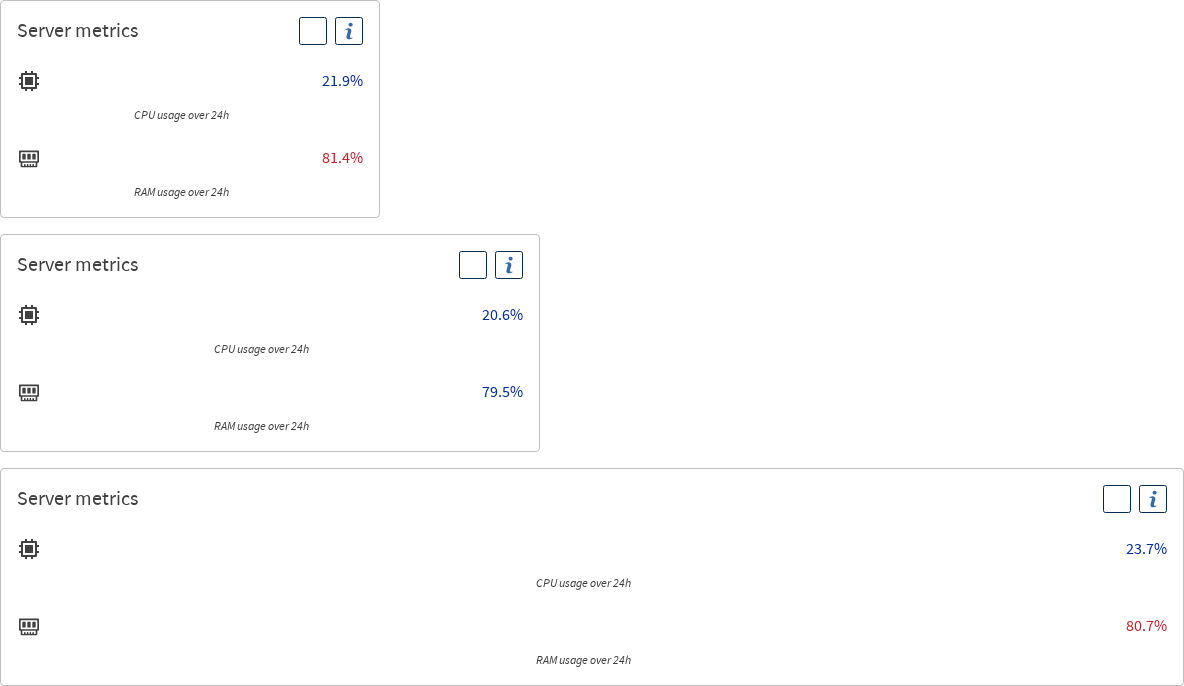 Server metrics
i
21.9%
CPU usage over 24h
81.4%
RAM usage over 24h
Server metrics
i
20.6%
CPU usage over 24h
79.5%
RAM usage over 24h
Server metrics
i
23.7%
CPU usage over 24h
80.7%
RAM usage over 24h